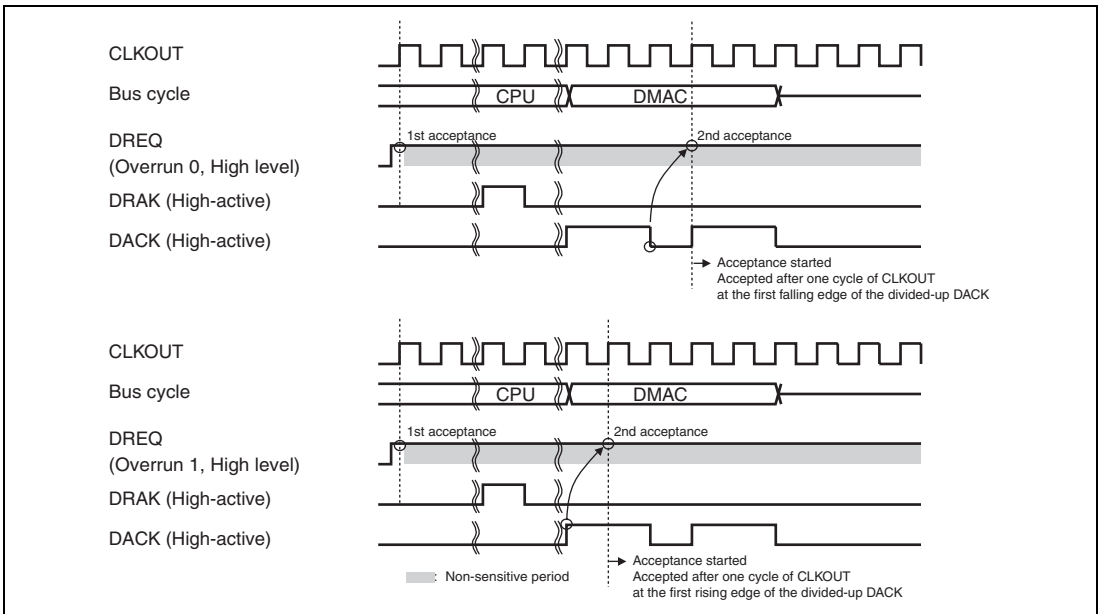 CLKOUT
Bus cycle
CPU
DMAC
DREQ
(Overrun 0, High level)
1st acceptance
2nd acceptance
DRAK (High-active)
DACK (High-active)
Acceptance started
Accepted after one cycle of CLKOUT
at the first falling edge of the divided-up DACK
CLKOUT
Bus cycle
CPU
DMAC
DREQ
(Overrun 1, High level)
1st acceptance
2nd acceptance
DRAK (High-active)
DACK (High-active)
Acceptance started
Accepted after one cycle of CLKOUT
at the first rising edge of the divided-up DACK
: Non-sensitive period